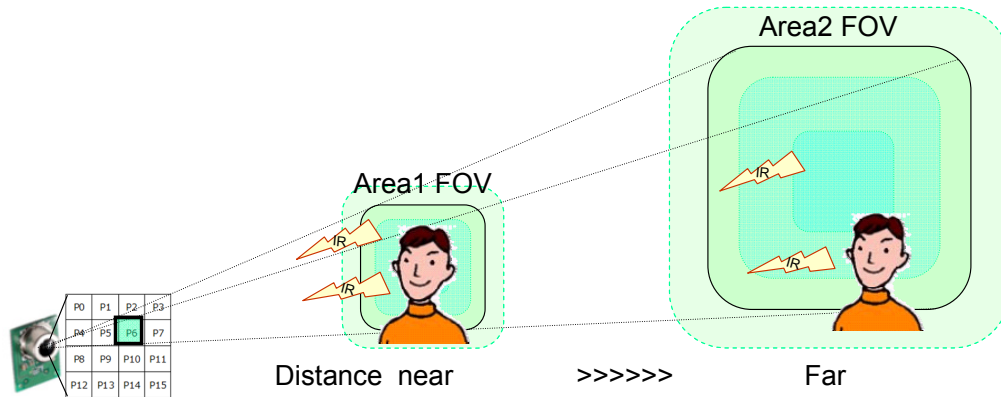 Area2 FOV
Area1 FOV
IR
IR
IR
IR
P0 P1 P2 P3
P4 P5 P6 P7
P8 P9 P10 P11
P12 P13 P14 P15
Distance near >>>>>> Far